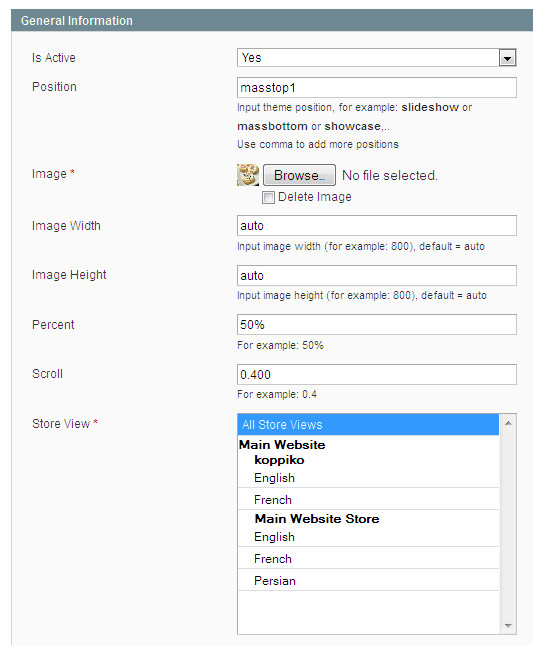 General Information
Is Active Yes
Position masstop1
Input theme position, for example: slideshow or
massbottom or showcase,..
Use comma to add more positions
Image * Browse... No file selected.
Delete Image
Image Width auto
Input image width (for example: 800), default = auto
Image Height auto
Input image height (for example: 800), default = auto
Percent 50%
For example: 50%
Scroll 0.400
For example: 0.4
Store View * All Store Views
Main Website
koppiko
English
French
Main Website Store
English
French
Persian